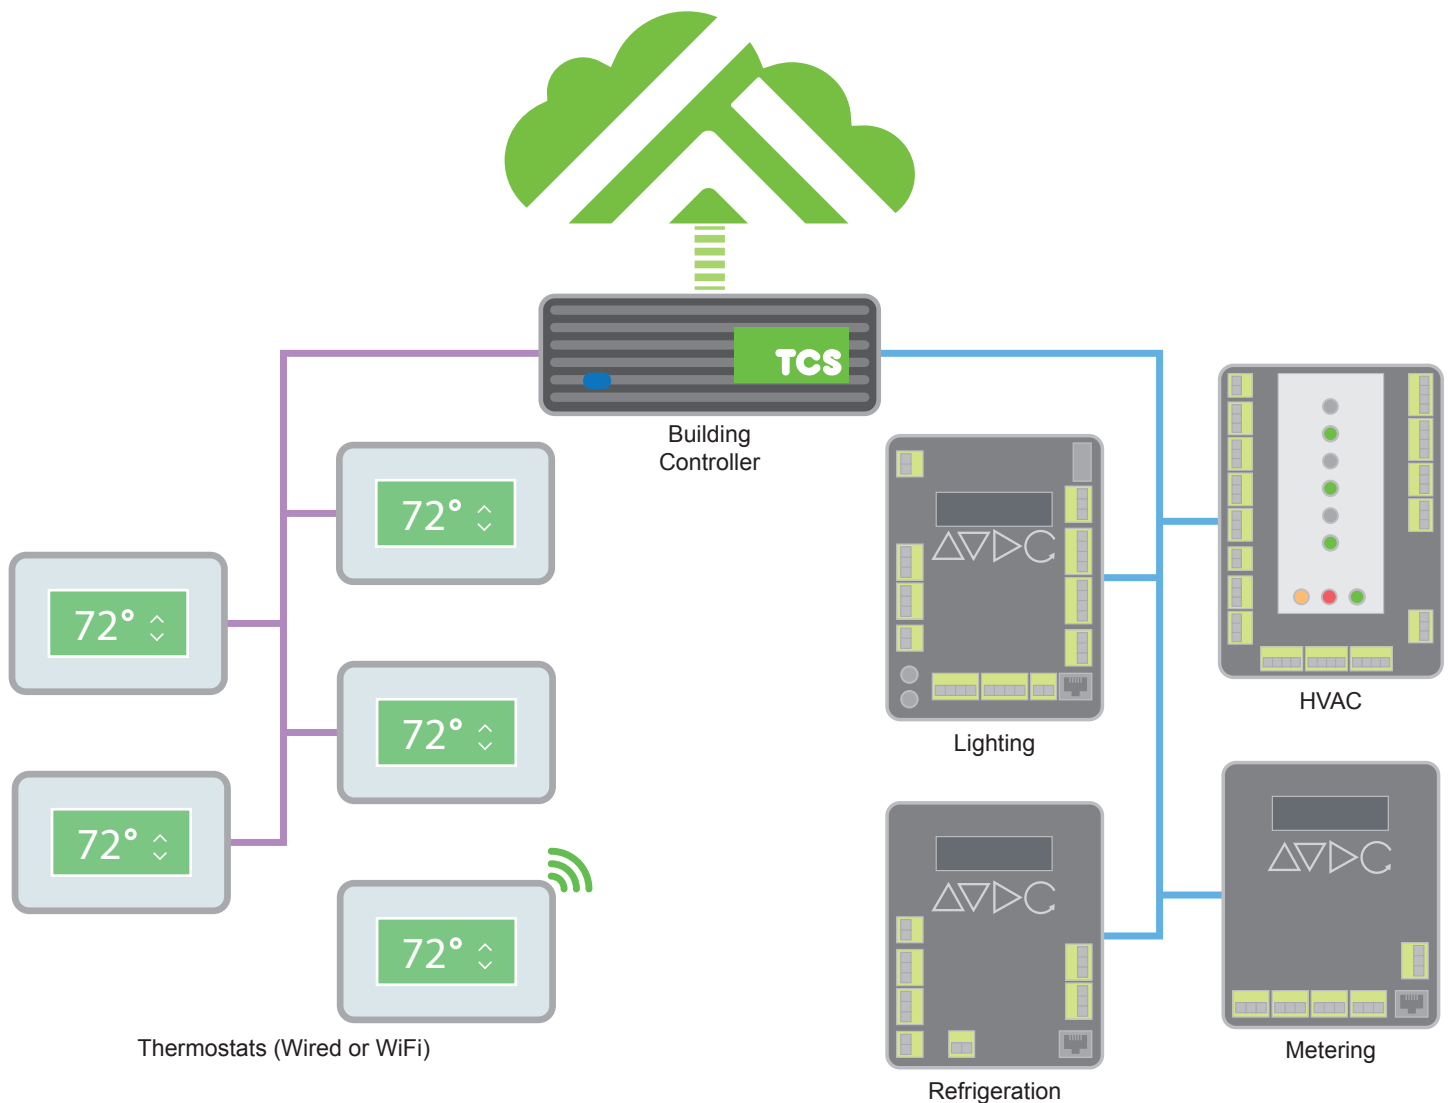 TCS
Building
Controller
72°
72°
72°
72°
72°
Thermostats (Wired or WiFi)
Lighting
HVAC
Refrigeration
Metering